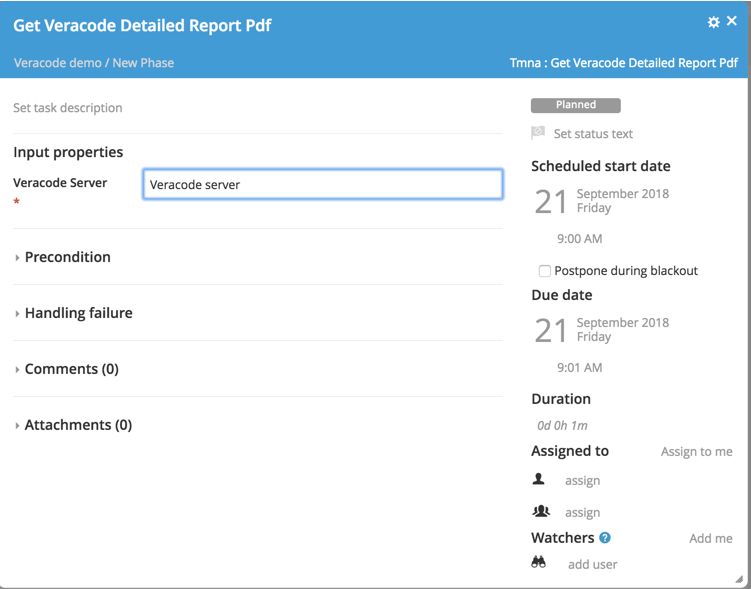 Get Veracode Detailed Report Pdf
Veracode demo / New Phase
Tmna : Get Veracode Detailed Report Pdf
Set task description
Input properties
Veracode Server
*
Veracode server
Precondition
Handling failure
Comments (0)
Attachments (0)
Planned
Set status text
Scheduled start date
21
September 2018
Friday
9:00 AM
Postpone during blackout
Due date
21
September 2018
Friday
9:01 AM
Duration
0d 0h 1m
Assigned to
Assign to me
assign
assign
Watchers ?
Add me
add user